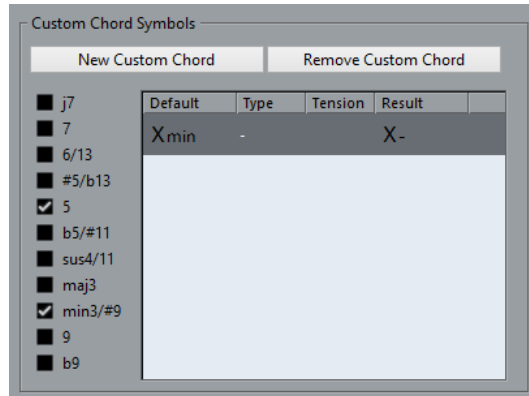 Custom Chord Symbols
New Custom Chord Remove Custom Chord
j7
7
6/13
#5/b13
5
b5/#11
sus4/11
maj3
min3/#9
9
b9
Default Type Tension Result
Xmin - X-